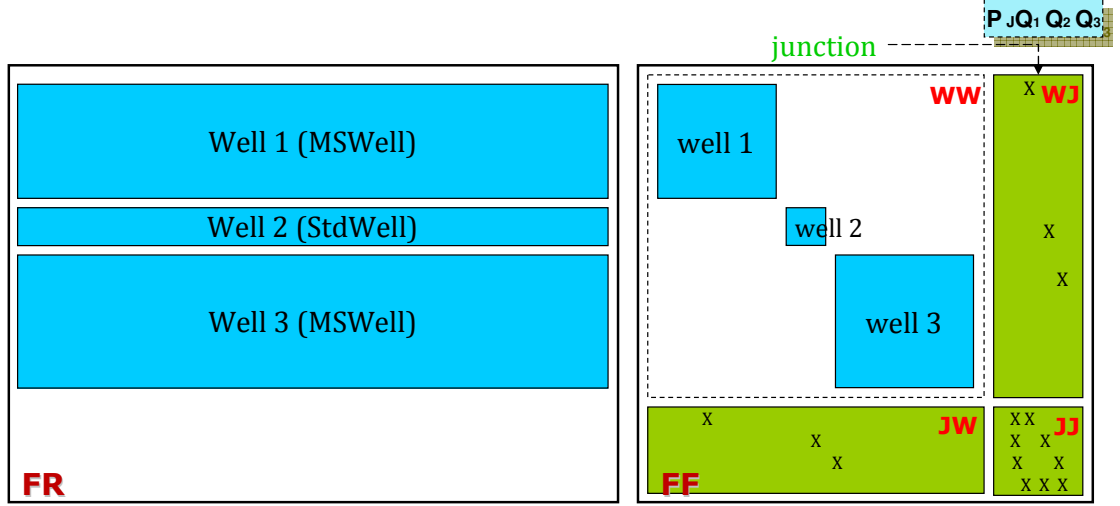 P J Q1 Q2 Q3 3
junction
Well 1 (MSWell)
Well 2 (StdWell)
Well 3 (MSWell)
FR
WW
X WJ
well 1
well 2
X
X
well 3
X
JW
X
X
FF
X X JJ
X X
X X
X X X